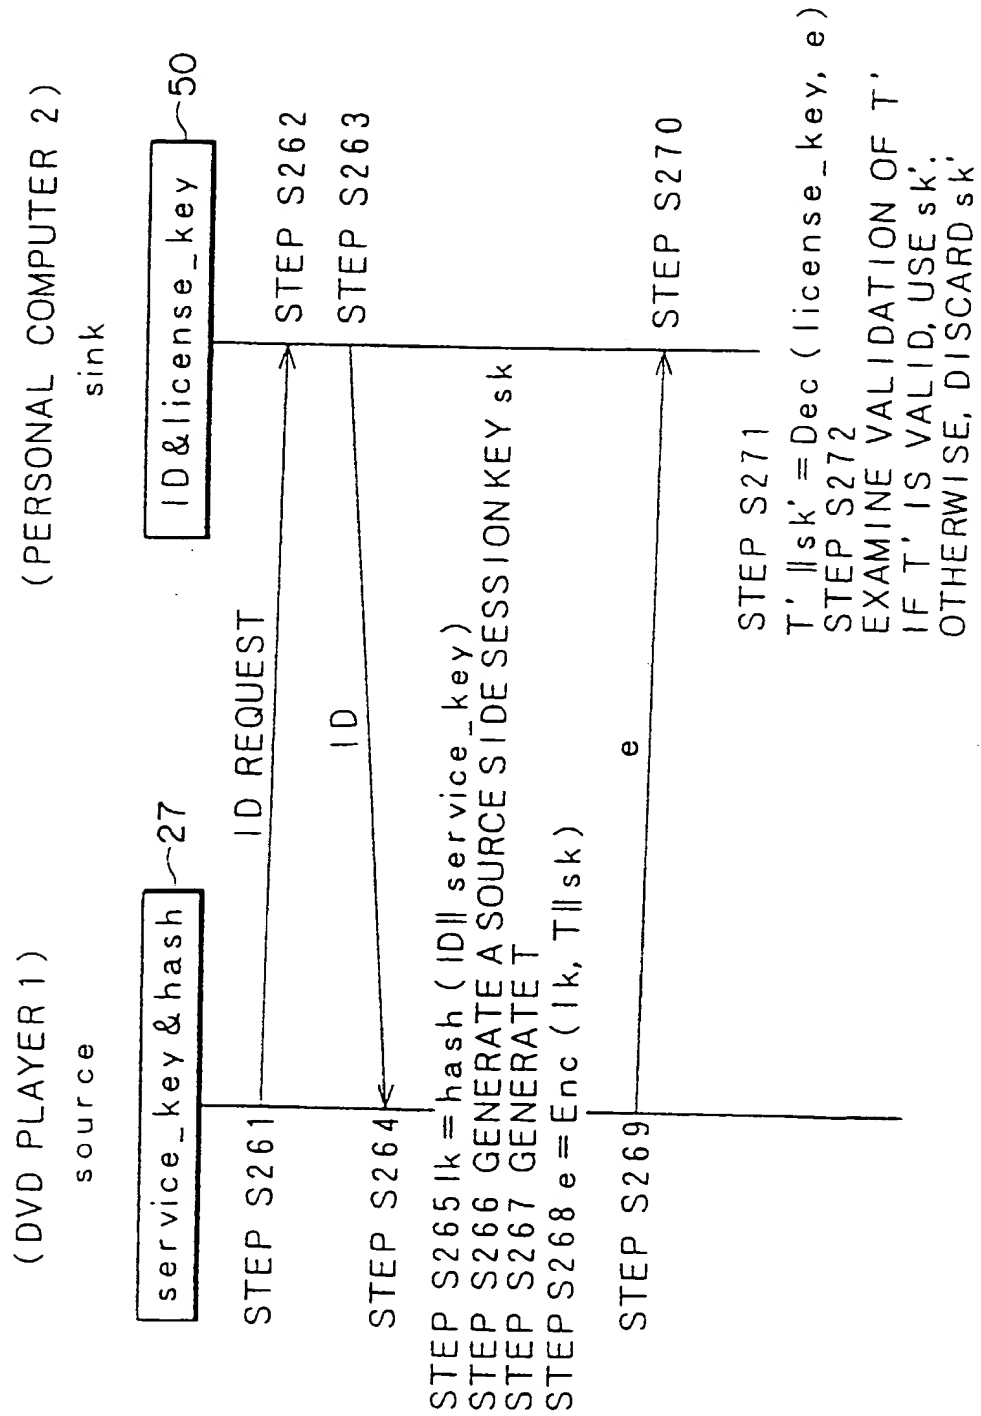 (DVD PLAYER 1)
source
(PERSONAL COMPUTER 2)
sink
service_key & hash
27
ID & license_key
50
STEP S261
ID REQUEST
STEP S262
STEP S263
ID
STEP S264
STEP S265 lk = hash ( ID || service_key)
STEP S266 GENERATE A SOURCE SIDE SESSION KEY sk
STEP S267 GENERATE T
STEP S268 e = Enc ( lk, T || sk)
STEP S269
e
STEP S270
STEP S271
T' || sk' = Dec ( license_key, e )
STEP S272
EXAMINE VALIDATION OF T'
IF T' IS VALID, USE sk'.
OTHERWISE, DISCARD sk'